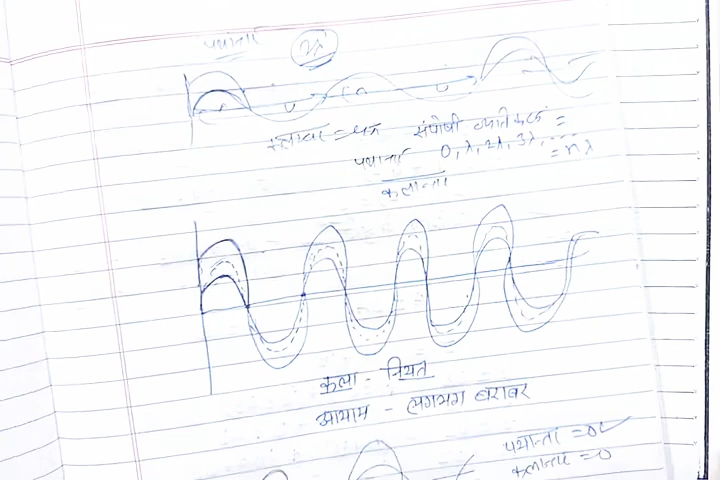 पथान्तर
2λ
संपोषी व्यतिकरण =
पथान्तर 0, λ, 2λ, 3λ, ...
= nλ
कलान्तर
कला - नियत
आयाम - लगभग बराबर
पथान्तर = 0
कलान्तर = 0